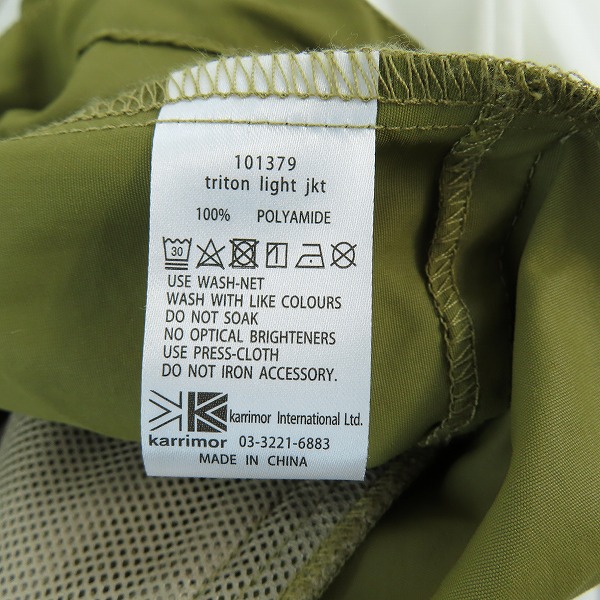 101379
triton light jkt
100% POLYAMIDE
30
USE WASH-NET
WASH WITH LIKE COLOURS
DO NOT SOAK
NO OPTICAL BRIGHTENERS
USE PRESS-CLOTH
DO NOT IRON ACCESSORY.
karrimor International Ltd.
karrimor 03-3221-6883
MADE IN CHINA